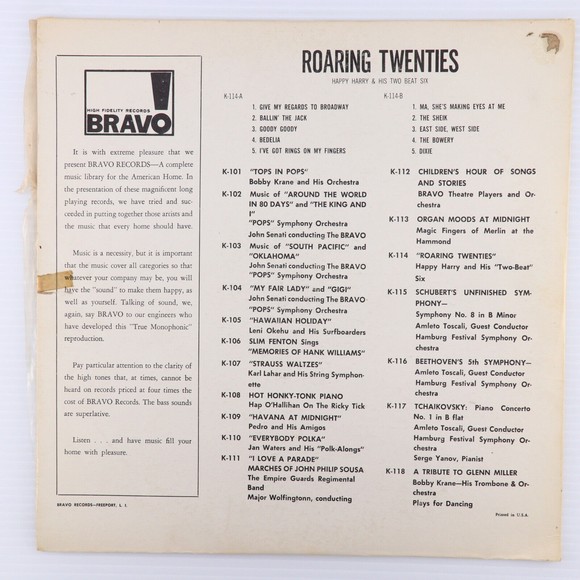 ROARING TWENTIES
HAPPY HARRY & HIS TWO BEAT SIX
HIGH FIDELITY RECORDS
BRAVO!
It is with extreme pleasure that we
present BRAVO RECORDS—A complete
music library for the American Home. In
the presentation of these magnificent long
playing records, we have tried and suc-
ceeded in putting together those artists and
the music that every home should have.
Music is a necessity, but it is important
that the music cover all categories so that
whatever your company may be, you will
have the "sound" to make them happy, as
well as yourself. Talking of sound, we,
again, say BRAVO to our engineers who
have developed this "True Monophonic"
reproduction.
Pay particular attention to the clarity of
the high tones that, at times, cannot be
heard on records priced at four times the
cost of BRAVO Records. The bass sounds
are superlative.
Listen . . . and have music fill your
home with pleasure.
BRAVO RECORDS—FREEPORT, L. I.
K-114-A
1. GIVE MY REGARDS TO BROADWAY
2. BALLIN' THE JACK
3. GOODY GOODY
4. BEDELIA
5. I'VE GOT RINGS ON MY FINGERS
K-114-B
1. MA, SHE'S MAKING EYES AT ME
2. THE SHEIK
3. EAST SIDE, WEST SIDE
4. THE BOWERY
5. DIXIE
K-101 "TOPS IN POPS"
Bobby Krane and His Orchestra
K-102 Music of "AROUND THE WORLD
IN 80 DAYS" and "THE KING AND
I"
"POPS" Symphony Orchestra
John Senati conducting The BRAVO
K-103 Music of "SOUTH PACIFIC" and
"OKLAHOMA"
John Senati conducting The BRAVO
"POPS" Symphony Orchestra
K-104 "MY FAIR LADY" and "GIGI"
John Senati conducting The BRAVO
"POPS" Symphony Orchestra
K-105 "HAWAIIAN HOLIDAY"
Leni Okehu and His Surfboarders
K-106 SLIM FENTON Sings
"MEMORIES OF HANK WILLIAMS"
K-107 "STRAUSS WALTZES"
Karl Lahar and His String Symphon-
ette
K-108 HOT HONKY-TONK PIANO
Hap O'Hallihan On The Ricky Tick
K-109 "HAVANA AT MIDNIGHT"
Pedro and His Amigos
K-110 "EVERYBODY POLKA"
Jan Waters and His "Polk-Alongs"
K-111 "I LOVE A PARADE"
MARCHES OF JOHN PHILIP SOUSA
The Empire Guards Regimental
Band
Major Wolfingtonn, conducting
K-112 CHILDREN'S HOUR OF SONGS
AND STORIES
BRAVO Theatre Players and Or-
chestra
K-113 ORGAN MOODS AT MIDNIGHT
Magic Fingers of Merlin at the
Hammond
K-114 "ROARING TWENTIES"
Happy Harry and His "Two-Beat"
Six
K-115 SCHUBERT'S UNFINISHED SYM-
PHONY—
Symphony No. 8 in B Minor
Amleto Toscali, Guest Conductor
Hamburg Festival Symphony Or-
chestra
K-116 BEETHOVEN'S 5th SYMPHONY—
Amleto Toscali, Guest Conductor
Hamburg Festival Symphony Or-
chestra
K-117 TCHAIKOVSKY: Piano Concerto
No. 1 in B flat
Amleto Toscali, Guest Conductor
Hamburg Festival Symphony Or-
chestra
Serge Yanov, Pianist
K-118 A TRIBUTE TO GLENN MILLER
Bobby Krane—His Trombone & Or-
chestra
Plays for Dancing
Printed in U.S.A.